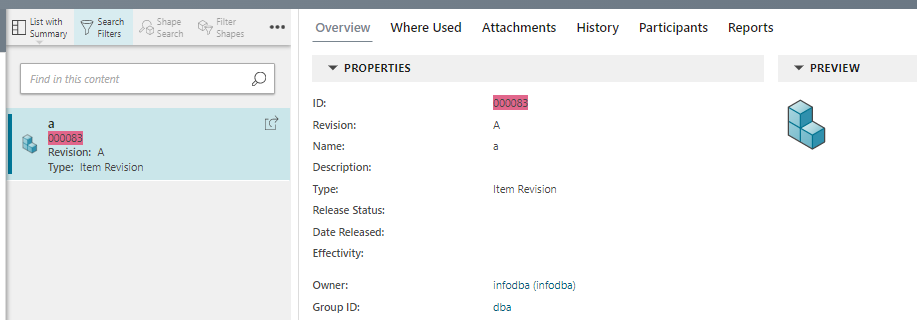 List with Summary
Search Filters
Shape Search
Filter Shapes
Find in this content
a
000083
Revision: A
Type: Item Revision
Overview Where Used Attachments History Participants Reports
PROPERTIES
ID: 000083
Revision: A
Name: a
Description:
Type: Item Revision
Release Status:
Date Released:
Effectivity:
Owner: infodba (infodba)
Group ID: dba
PREVIEW